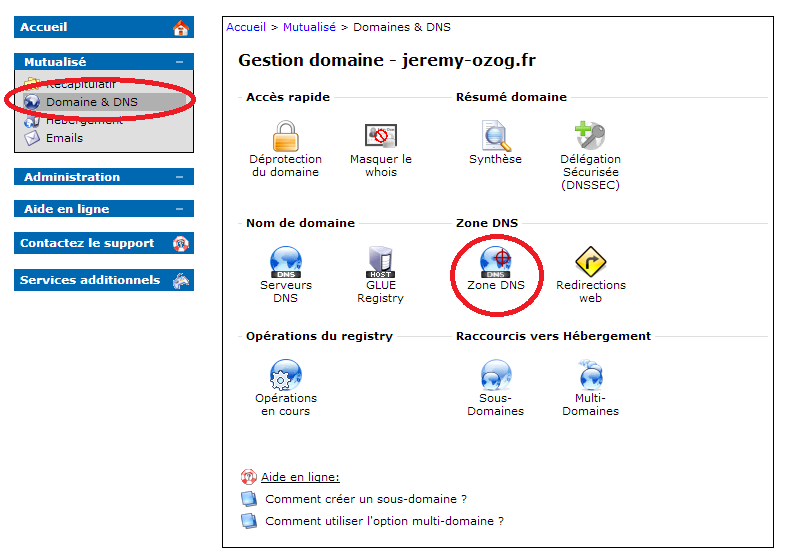 Accueil
Mutualisé
Récapitulatif
Domaine & DNS
Hébergement
Emails
Administration
Aide en ligne
Contactez le support
Services additionnels
Accueil > Mutualisé > Domaines & DNS
Gestion domaine - jeremy-ozog.fr
Accès rapide
Déprotection
du domaine
Masquer le
whois
Résumé domaine
Synthèse
Délégation
Sécurisée
(DNSSEC)
Nom de domaine
DNS
Serveurs
DNS
HOST
GLUE
Registry
Zone DNS
DNS
Zone DNS
Redirections
web
Opérations du registry
Opérations
en cours
Raccourcis vers Hébergement
Sous-
Domaines
Multi-
Domaines
Aide en ligne:
Comment créer un sous-domaine ?
Comment utiliser l'option multi-domaine ?